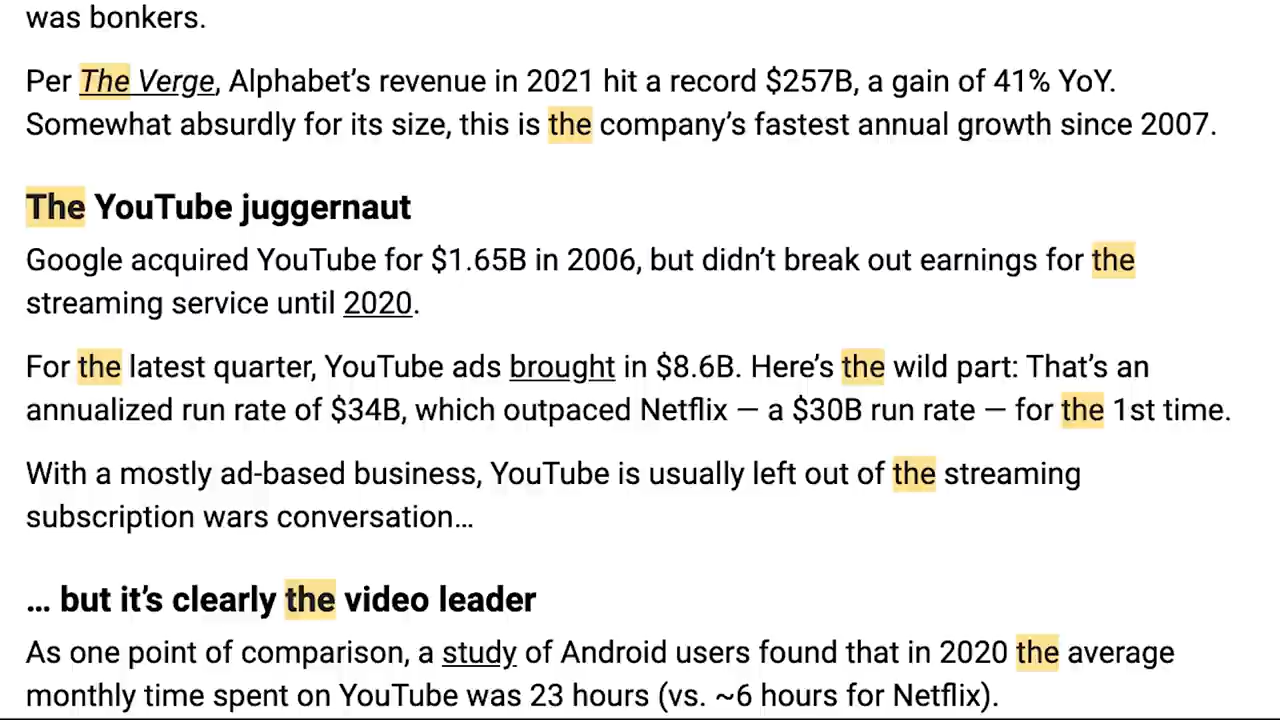 was bonkers.
Per The Verge, Alphabet’s revenue in 2021 hit a record $257B, a gain of 41% YoY.
Somewhat absurdly for its size, this is the company’s fastest annual growth since 2007.
The YouTube juggernaut
Google acquired YouTube for $1.65B in 2006, but didn’t break out earnings for the
streaming service until 2020.
For the latest quarter, YouTube ads brought in $8.6B. Here’s the wild part: That’s an
annualized run rate of $34B, which outpaced Netflix — a $30B run rate — for the 1st time.
With a mostly ad-based business, YouTube is usually left out of the streaming
subscription wars conversation…
… but it’s clearly the video leader
As one point of comparison, a study of Android users found that in 2020 the average
monthly time spent on YouTube was 23 hours (vs. ~6 hours for Netflix).